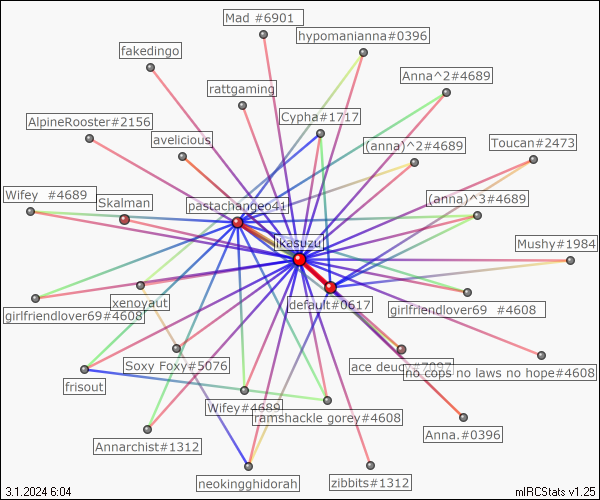 Mad #6901
hypomanianna#0396
fakedingo
Anna^2#4689
rattgaming
Cypha#1717
AlpineRooster#2156
avelicious
(anna)^2#4689
Toucan#2473
Wifey  #4689
Skalman
pastachangeo41
(anna)^3#4689
ikasuzu
Mushy#1984
xenoyaut
default#0617
girlfriendlover69#4608
girlfriendlover69  #4608
Soxy Foxy#5076
ace deucy#7097
no cops no laws no hope#4608
frisout
Wifey#4689
ramshackle gorey#4608
Annarchist#1312
Anna.#0396
neokingghidorah
zibbits#1312
3.1.2024 6:04
mIRCStats v1.25